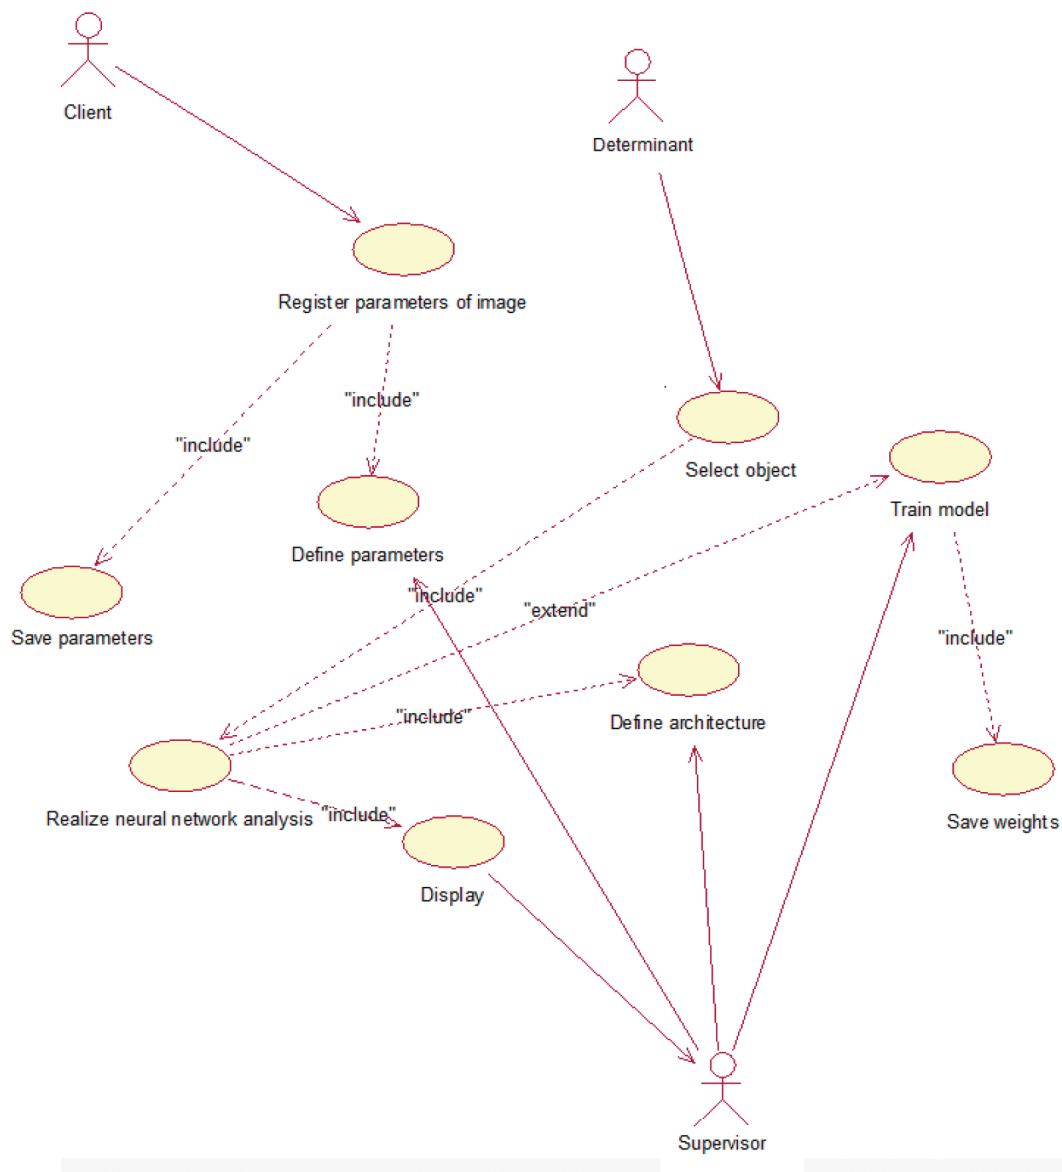 Client
Determinant
Register parameters of image
"include"
"include"
Select object
Train model
Define parameters
"include"
"extend"
Save parameters
"include"
"include"
Define architecture
Realize neural network analysis
"include"
Save weights
Display
Supervisor